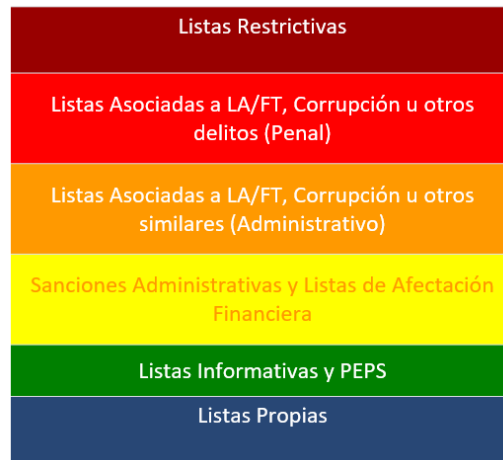 Listas Restrictivas
Listas Asociadas a LA/FT, Corrupción u otros
delitos (Penal)
Listas Asociadas a LA/FT, Corrupción u otros
similares (Administrativo)
Sanciones Administrativas y Listas de Afectación
Financiera
Listas Informativas y PEPS
Listas Propias